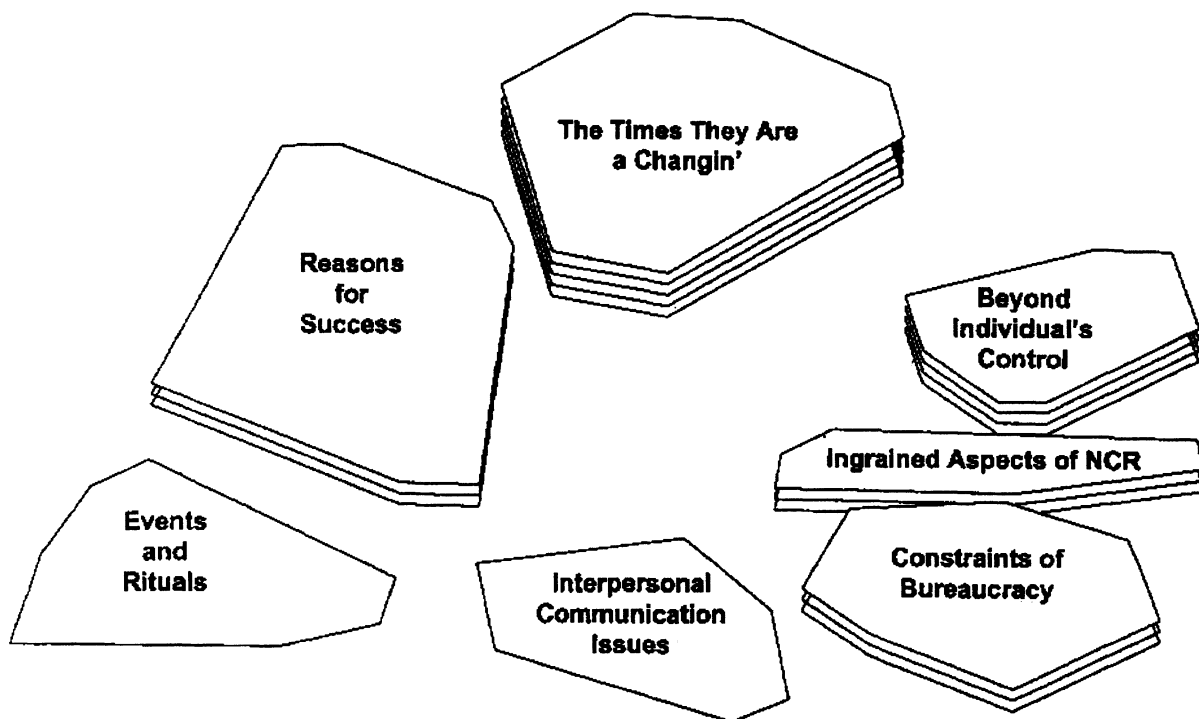 The Times They Are
a Changin'
Reasons
for
Success
Beyond
Individual's
Control
Ingrained Aspects of NCR
Events
and
Rituals
Interpersonal
Communication
Issues
Constraints of
Bureaucracy